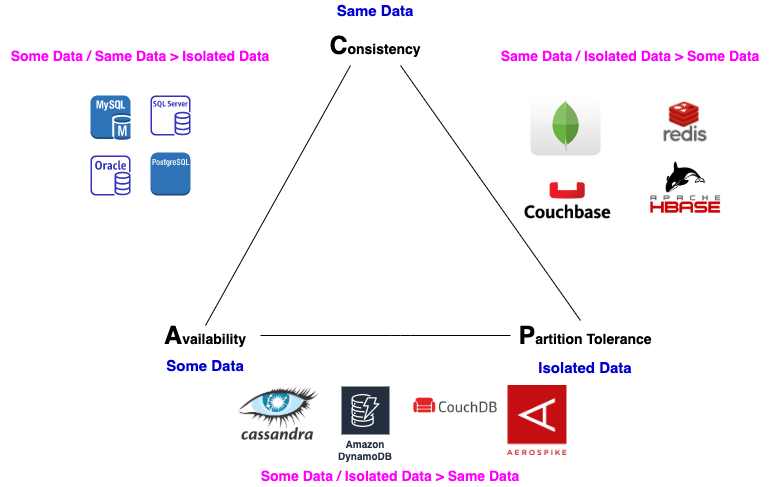 Same Data
Consistency
Some Data / Same Data > Isolated Data
Same Data / Isolated Data > Some Data
MySQL
M
SQL Server
Oracle
PostgreSQL
redis
Couchbase
APACHE
HBASE
Availability
Some Data
Partition Tolerance
Isolated Data
cassandra
Amazon
DynamoDB
CouchDB
AEROSPIKE
Some Data / Isolated Data > Same Data